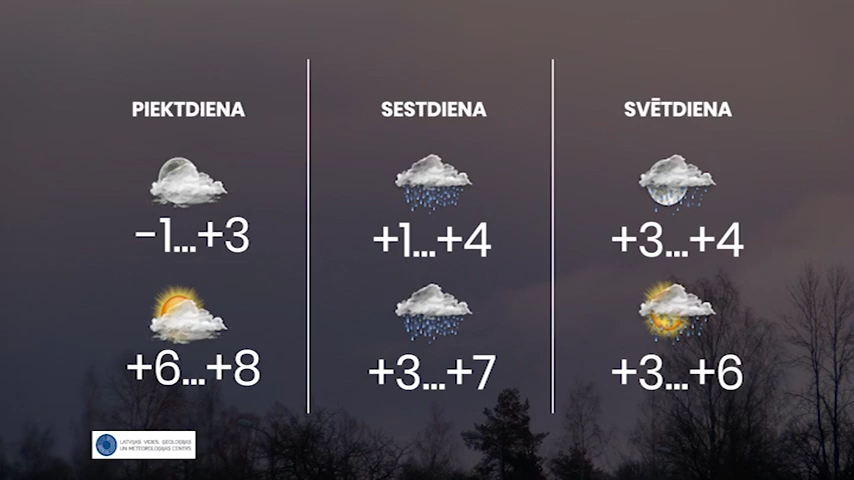 PIEKTDIENA
-1...+3
+6...+8
SESTDIENA
+1...+4
+3...+7
SVĒTDIENA
+3...+4
+3...+6
LATVIJAS VIDES, ĢEOLOĢIJAS
UN METEOROLOĢIJAS CENTRS